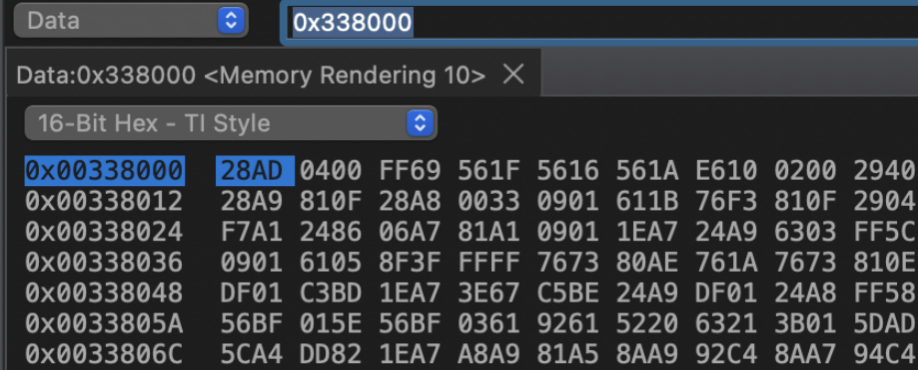 Data 0x338000
Data:0x338000 <Memory Rendering 10>
16-Bit Hex - TI Style
0x00338000 28AD 0400 FF69 561F 5616 561A E610 0200 2940
0x00338012 28A9 810F 28A8 0033 0901 611B 76F3 810F 2904
0x00338024 F7A1 2486 06A7 81A1 0901 1EA7 24A9 6303 FF5C
0x00338036 0901 6105 8F3F FFFF 7673 80AE 761A 7673 810E
0x00338048 DF01 C3BD 1EA7 3E67 C5BE 24A9 DF01 24A8 FF58
0x0033805A 56BF 015E 56BF 0361 9261 5220 6321 3B01 5DAD
0x0033806C 5CA4 DD82 1EA7 A8A9 81A5 8AA9 92C4 8AA7 94C4